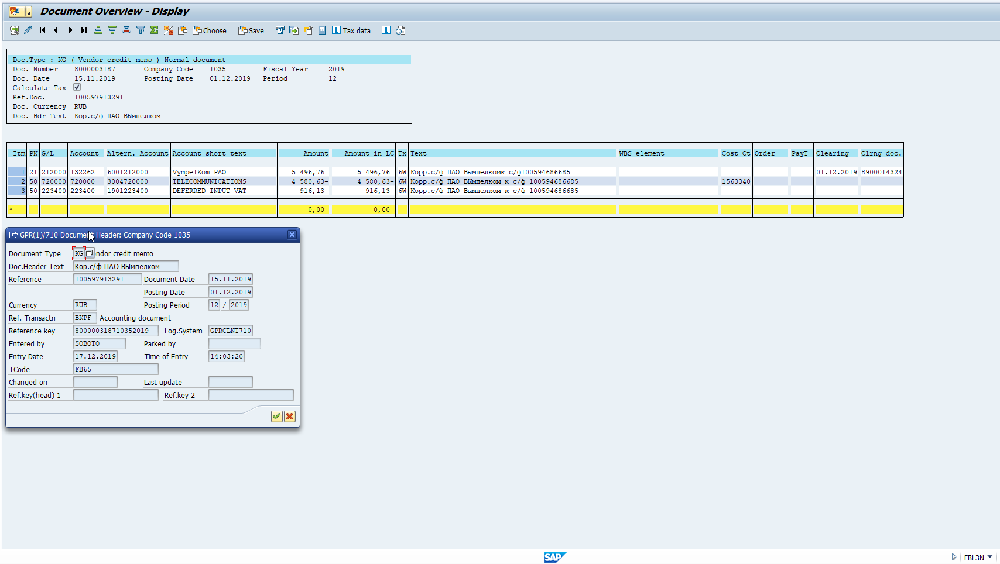 Document Overview - Display
Choose Save Tax data
Doc.Type : KG ( Vendor credit memo ) Normal document
Doc. Number 8000003187 Company Code 1035 Fiscal Year 2019
Doc. Date 15.11.2019 Posting Date 01.12.2019 Period 12
Calculate Tax
Ref.Doc. 100597913291
Doc. Currency RUB
Doc. Hdr Text Кор.с/ф ПАО ВЫмпелком
Itm PK G/L Account Altern. Account Account short text Amount Amount in LC Tx Text WBS element Cost Ct Order PayT Clearing Clrng doc.
1 21 212000 132262 6001212000 VympelKom PAO 5 496,76 5 496,76 6W Корр.с/ф ПАО Вымпелкомк с/ф100594686685 01.12.2019 8900014324
2 50 720000 720000 3004720000 TELECOMMUNICATIONS 4 580,63- 4 580,63- 6W Корр.с/ф ПАО Вымпелком к с/ф 100594686685 1563340
3 50 223400 223400 1901223400 DEFERRED INPUT VAT 916,13- 916,13- 6W Корр.с/ф ПАО Вымпелком к с/ф 100594686685
* 0,00 0,00
GPR(1)/710 Document Header: Company Code 1035
Document Type KG endor credit memo
Doc.Header Text Кор.с/ф ПАО ВЫмпелком
Reference 100597913291 Document Date 15.11.2019
Posting Date 01.12.2019
Currency RUB Posting Period 12 / 2019
Ref. Transactn BKPF Accounting document
Reference key 800000318710352019 Log.System GPRCLNT710
Entered by SOBOTO Parked by
Entry Date 17.12.2019 Time of Entry 14:03:20
TCode FB65
Changed on Last update
Ref.key(head) 1 Ref.key 2
SAP FBL3N